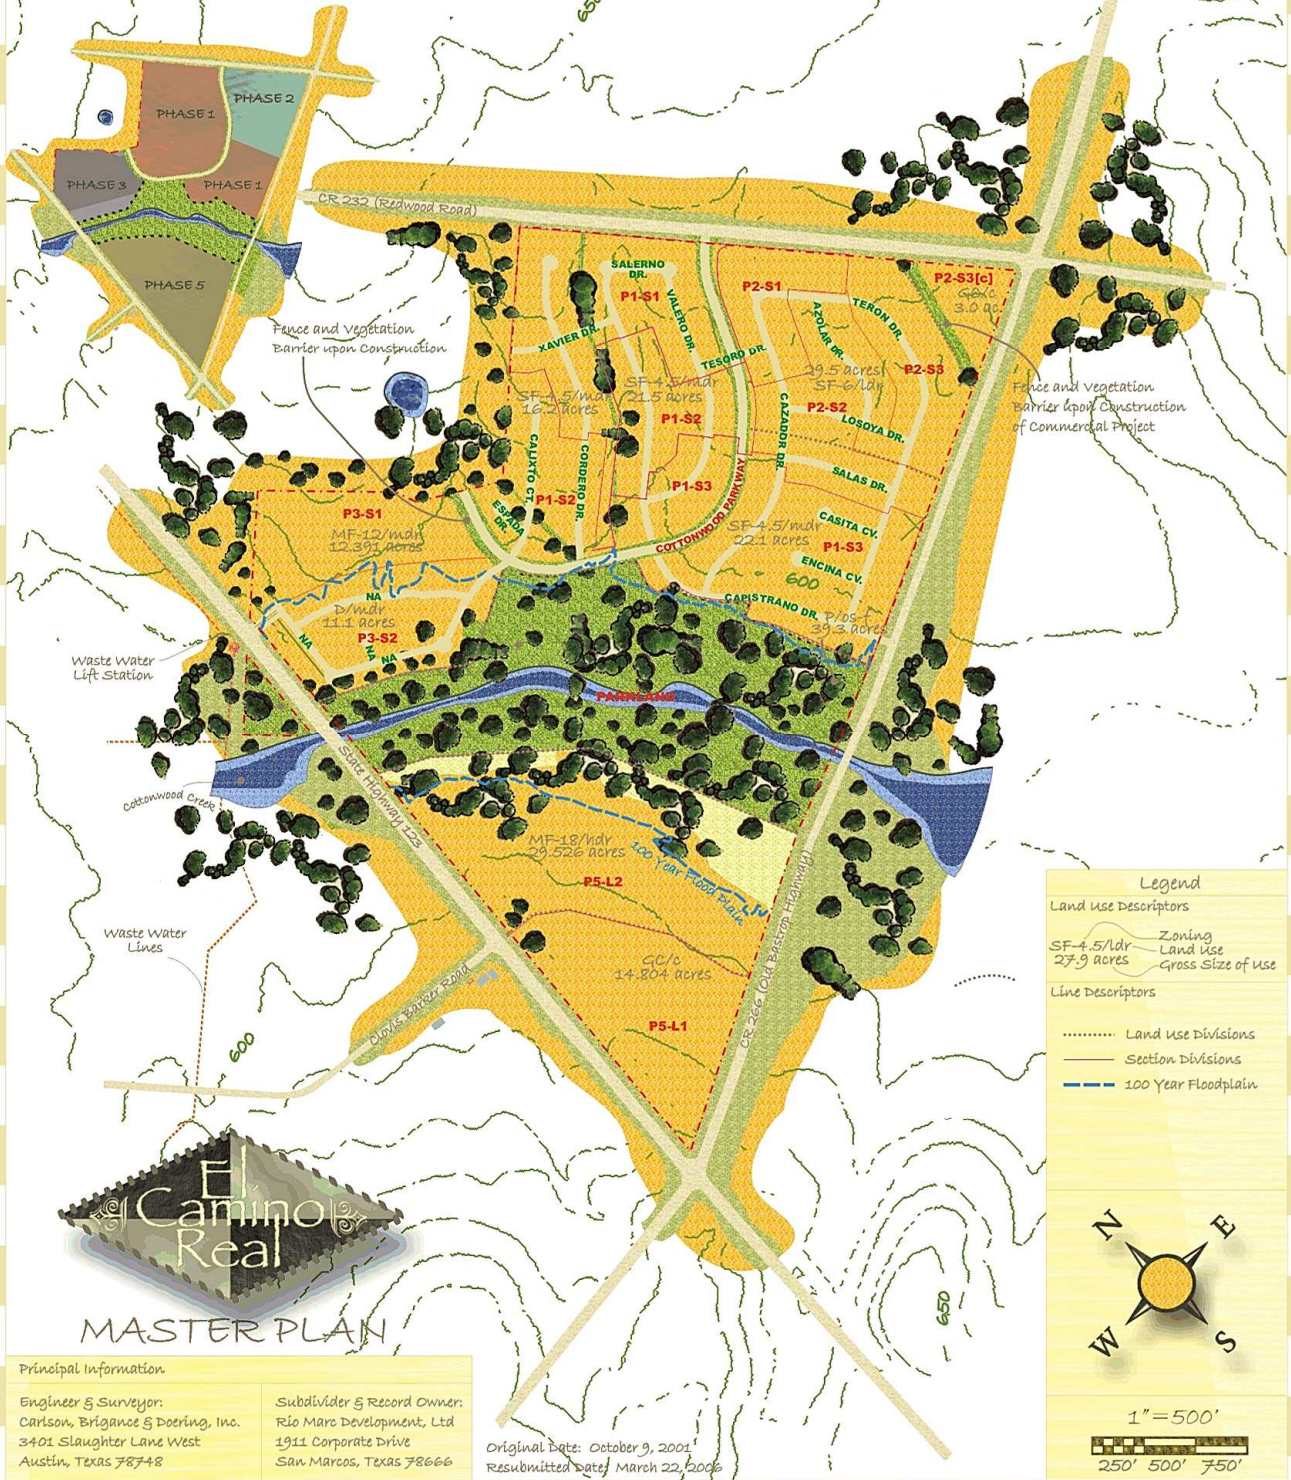 650
PHASE 1
PHASE 2
PHASE 3
PHASE 1
PHASE 5
CR 232 (Redwood Road)
Fence and Vegetation
Barrier upon Construction
SALERNO
DR.
P1-S1
VALERO DR.
XAVIER DR.
TESORO DR.
P2-S1
AZOLAR DR.
TERON DR.
P2-S3[c]
GC/c
3.0 ac.
P2-S3
29.5 acres
SF-6/ldr
P2-S2
LOSOYA DR.
Fence and Vegetation
Barrier upon Construction
of Commercial Project
SF-4.5/mdr
16.2 acres
SF-4.5/mdr
21.5 acres
P1-S2
CAZADOR DR.
CALIXTO CT.
CORDERO DR.
SALAS DR.
P1-S2
P1-S3
COTTONWOOD PARKWAY
ESPADA
DR.
P3-S1
MF-12/mdr
12.391 acres
SF-4.5/mdr
22.1 acres
CASITA CV.
P1-S3
ENCINA CV.
600
CAPISTRANO DR.
P/os-f
39.3 acres
NA
D/mdr
11.1 acres
P3-S2
NA
NA
NA
Waste Water
Lift Station
PARKLAND
Cottonwood Creek
State Highway 123
MF-18/hdr
29.526 acres
100 Year Flood Plain
P5-L2
CR 266 (Old Bastrop Highway)
GC/c
14.804 acres
P5-L1
Clovis Barker Road
Waste Water
Lines
600
650
Legend
Land Use Descriptors
SF-4.5/ldr
27.9 acres
Zoning
Land Use
Gross Size of Use
Line Descriptors
Land Use Divisions
Section Divisions
100 Year Floodplain
N
E
W
S
1"=500'
250' 500' 750'
El
Camino
Real
MASTER PLAN
Principal Information
Engineer & Surveyor:
Carlson, Brigance & Doering, Inc.
3401 Slaughter Lane West
Austin, Texas 78748
Subdivider & Record Owner:
Rio Marc Development, Ltd
1911 Corporate Drive
San Marcos, Texas 78666
Original Date: October 9, 2001
Resubmitted Date: March 22, 2006